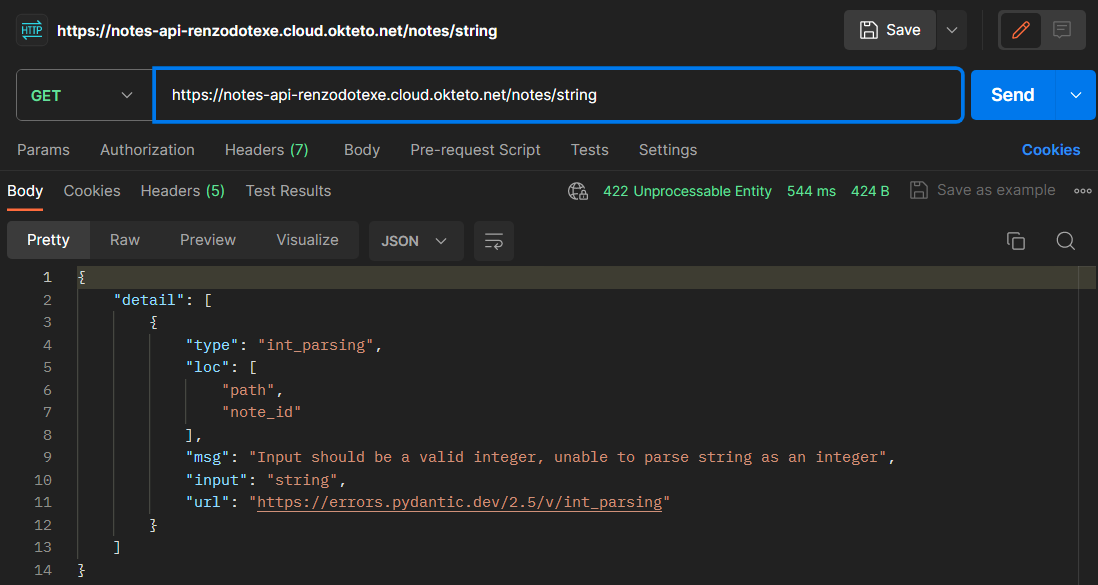 HTTP https://notes-api-renzodotexe.cloud.okteto.net/notes/string Save
GET https://notes-api-renzodotexe.cloud.okteto.net/notes/string Send
Params Authorization Headers (7) Body Pre-request Script Tests Settings Cookies
Body Cookies Headers (5) Test Results 422 Unprocessable Entity 544 ms 424 B Save as example
Pretty Raw Preview Visualize JSON
1 {
2 "detail": [
3 {
4 "type": "int_parsing",
5 "loc": [
6 "path",
7 "note_id"
8 ],
9 "msg": "Input should be a valid integer, unable to parse string as an integer",
10 "input": "string",
11 "url": "https://errors.pydantic.dev/2.5/v/int_parsing"
12 }
13 ]
14 }